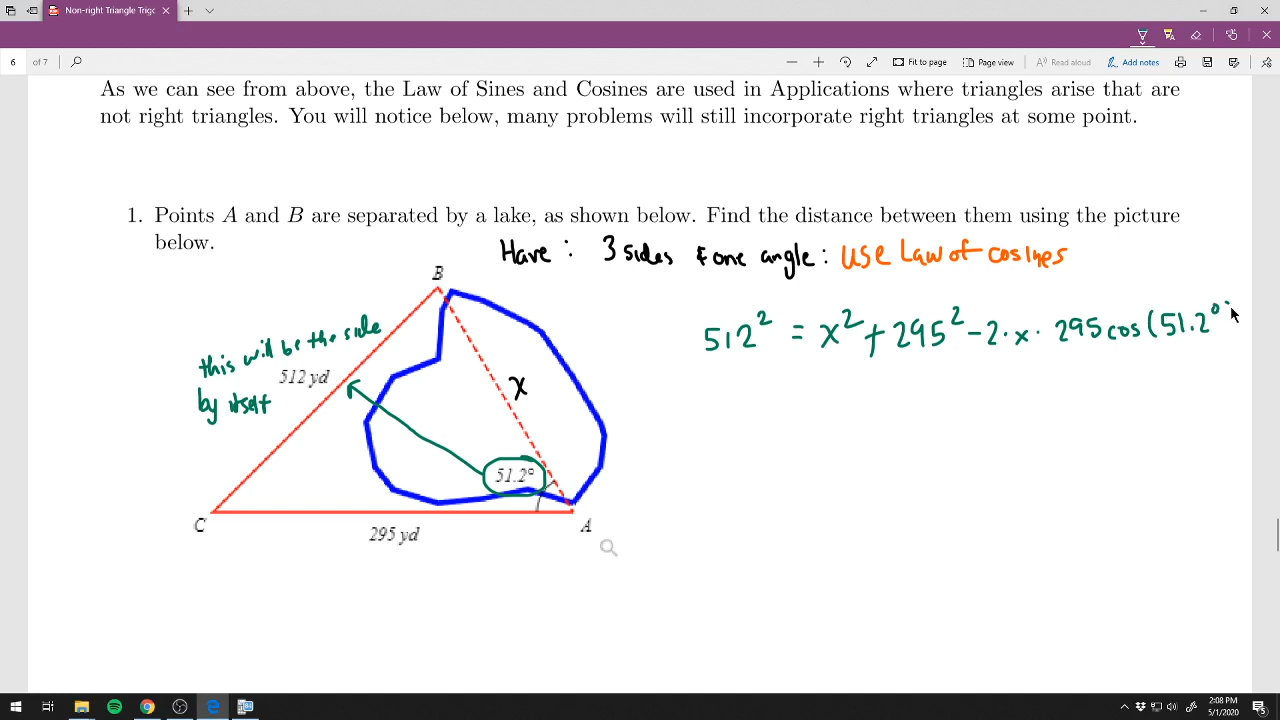 Non-right Triangle Trig
6 of 7
Fit to page
Page view
Read aloud
Add notes
As we can see from above, the Law of Sines and Cosines are used in Applications where triangles arise that are
not right triangles. You will notice below, many problems will still incorporate right triangles at some point.
1. Points A and B are separated by a lake, as shown below. Find the distance between them using the picture
below.
Have : 3 sides & one angle : Use Law of cosines
B
512² = x² + 295² - 2 · x · 295 cos (51.2°)
this will be the side
by itself
512 yd
x
51.2°
C
A
295 yd
2:08 PM
5/1/2020